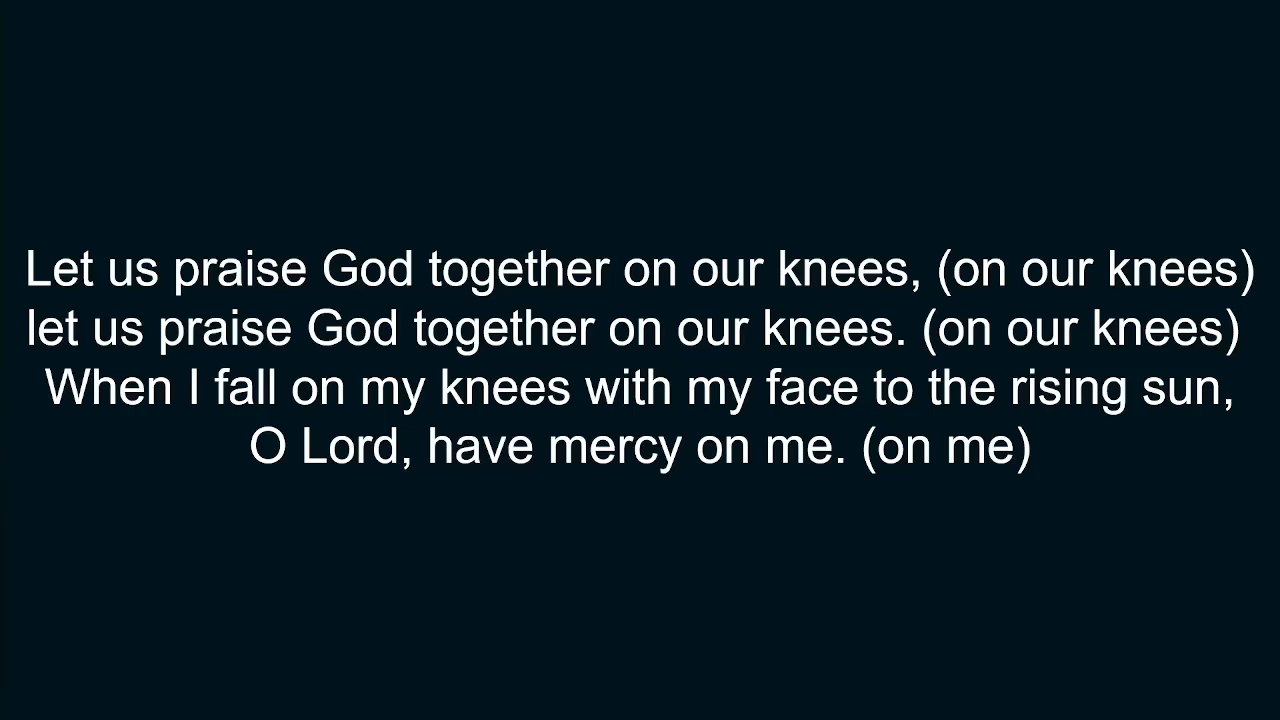 Let us praise God together on our knees, (on our knees)
let us praise God together on our knees. (on our knees)
When I fall on my knees with my face to the rising sun,
O Lord, have mercy on me. (on me)